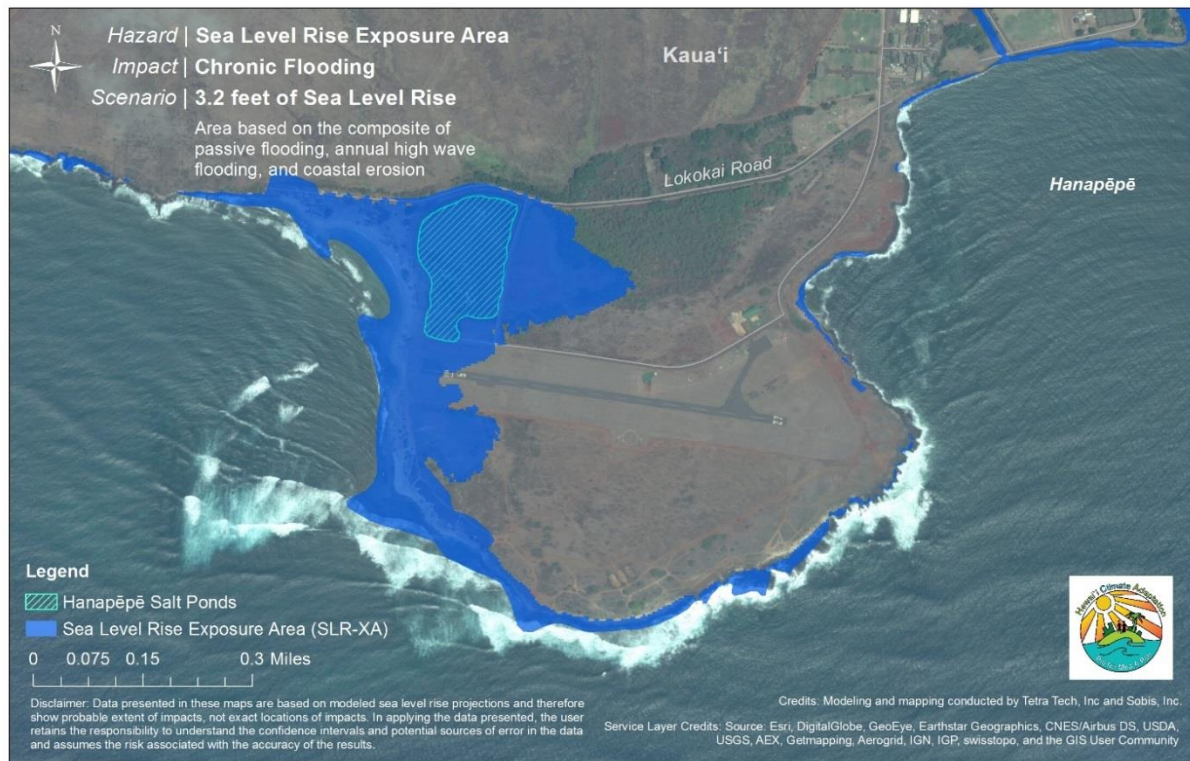 N
Hazard | Sea Level Rise Exposure Area
Impact | Chronic Flooding
Scenario | 3.2 feet of Sea Level Rise
Area based on the composite of
passive flooding, annual high wave
flooding, and coastal erosion
Kauaʻi
Lokokai Road
Hanapēpē
Legend
Hanapēpē Salt Ponds
Sea Level Rise Exposure Area (SLR-XA)
0 0.075 0.15 0.3 Miles
Disclaimer: Data presented in these maps are based on modeled sea level rise projections and therefore
show probable extent of impacts, not exact locations of impacts. In applying the data presented, the user
retains the responsibility to understand the confidence intervals and potential sources of error in the data
and assumes the risk associated with the accuracy of the results.
Hawaiʻi Climate Adaptation
Credits: Modeling and mapping conducted by Tetra Tech, Inc and Sobis, Inc.
Service Layer Credits: Source: Esri, DigitalGlobe, GeoEye, Earthstar Geographics, CNES/Airbus DS, USDA,
USGS, AEX, Getmapping, Aerogrid, IGN, IGP, swisstopo, and the GIS User Community